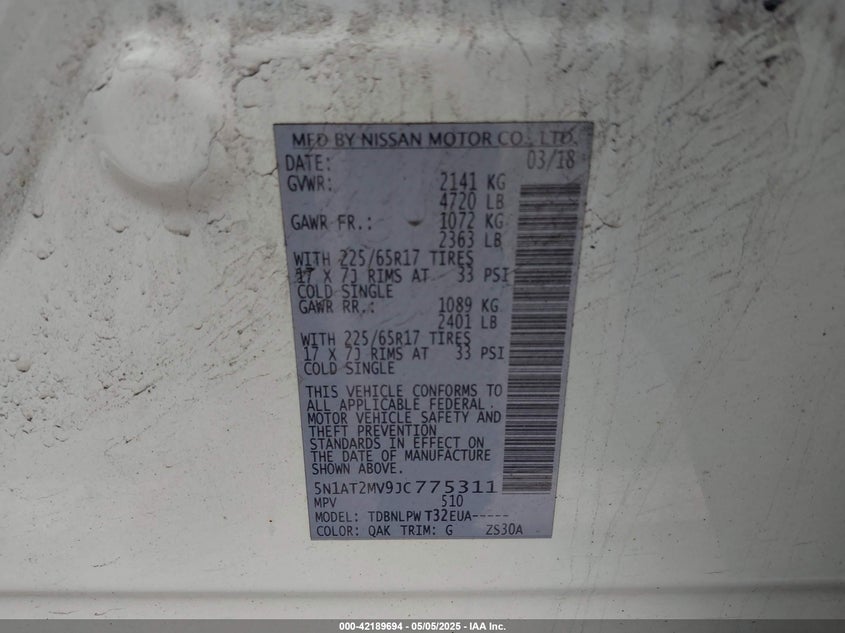 MFD BY NISSAN MOTOR CO., LTD.
DATE: 03/18
GVWR: 2141 KG
4720 LB
GAWR FR.: 1072 KG
2363 LB
WITH 225/65R17 TIRES
17 X 7J RIMS AT 33 PSI
COLD SINGLE
GAWR RR.: 1089 KG
2401 LB
WITH 225/65R17 TIRES
17 X 7J RIMS AT 33 PSI
COLD SINGLE
THIS VEHICLE CONFORMS TO
ALL APPLICABLE FEDERAL
MOTOR VEHICLE SAFETY AND
THEFT PREVENTION
STANDARDS IN EFFECT ON
THE DATE OF MANUFACTURE
SHOWN ABOVE.
5N1AT2MV9JC775311
MPV 510
MODEL: TDBNLPW T32EUA-----
COLOR: QAK TRIM: G ZS30A
000-42189694 - 05/05/2025 - IAA Inc.